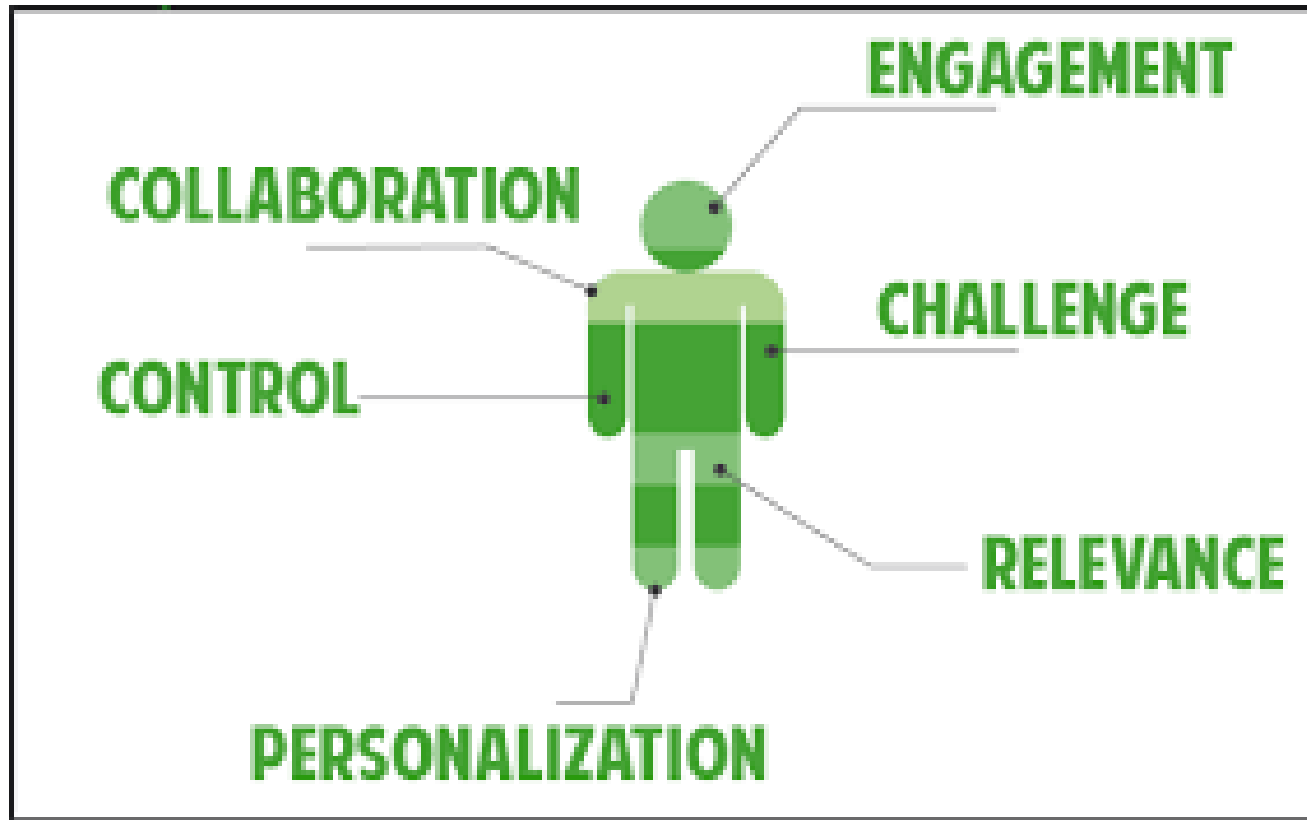 ENGAGEMENT
COLLABORATION
CHALLENGE
CONTROL
RELEVANCE
PERSONALIZATION